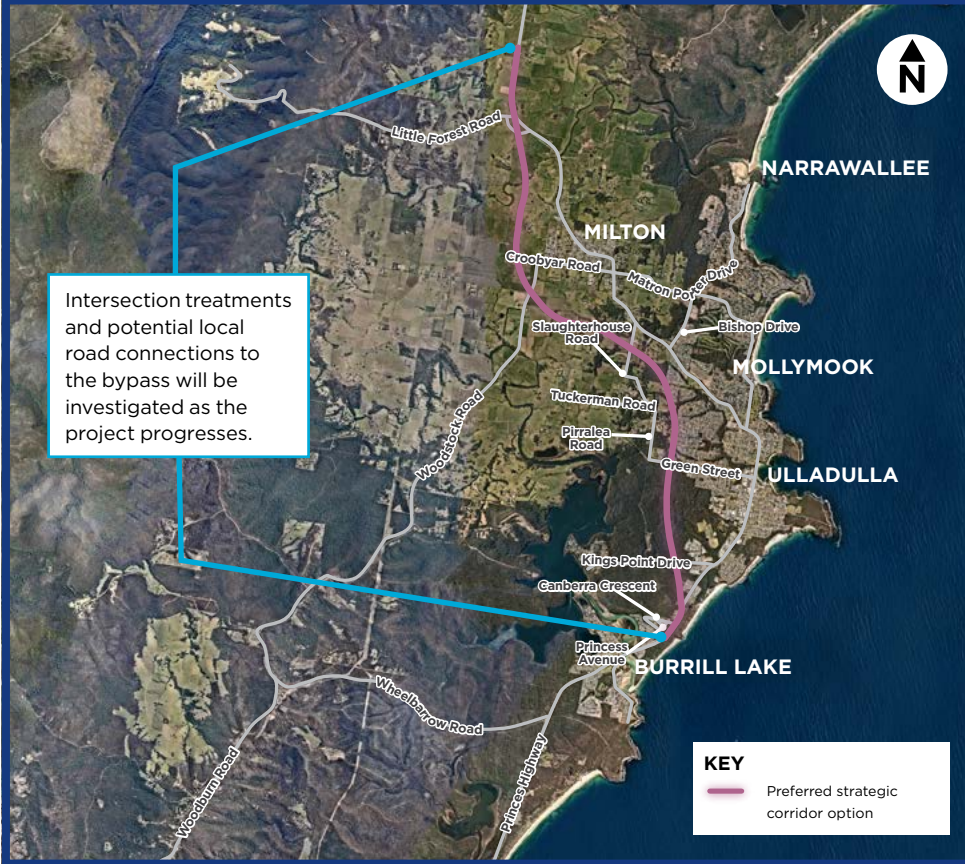 N
Little Forest Road
NARRAWALLEE
MILTON
Croobyar Road
Matron Porter Drive
Intersection treatments
and potential local
road connections to
the bypass will be
investigated as the
project progresses.
Slaughterhouse
Road
Bishop Drive
MOLLYMOOK
Tuckerman Road
Woodstock Road
Pirralea
Road
Green Street
ULLADULLA
Kings Point Drive
Canberra Crescent
Princess
Avenue
BURRILL LAKE
Wheelbarrow Road
Woodburn Road
Princes Highway
KEY
Preferred strategic
corridor option